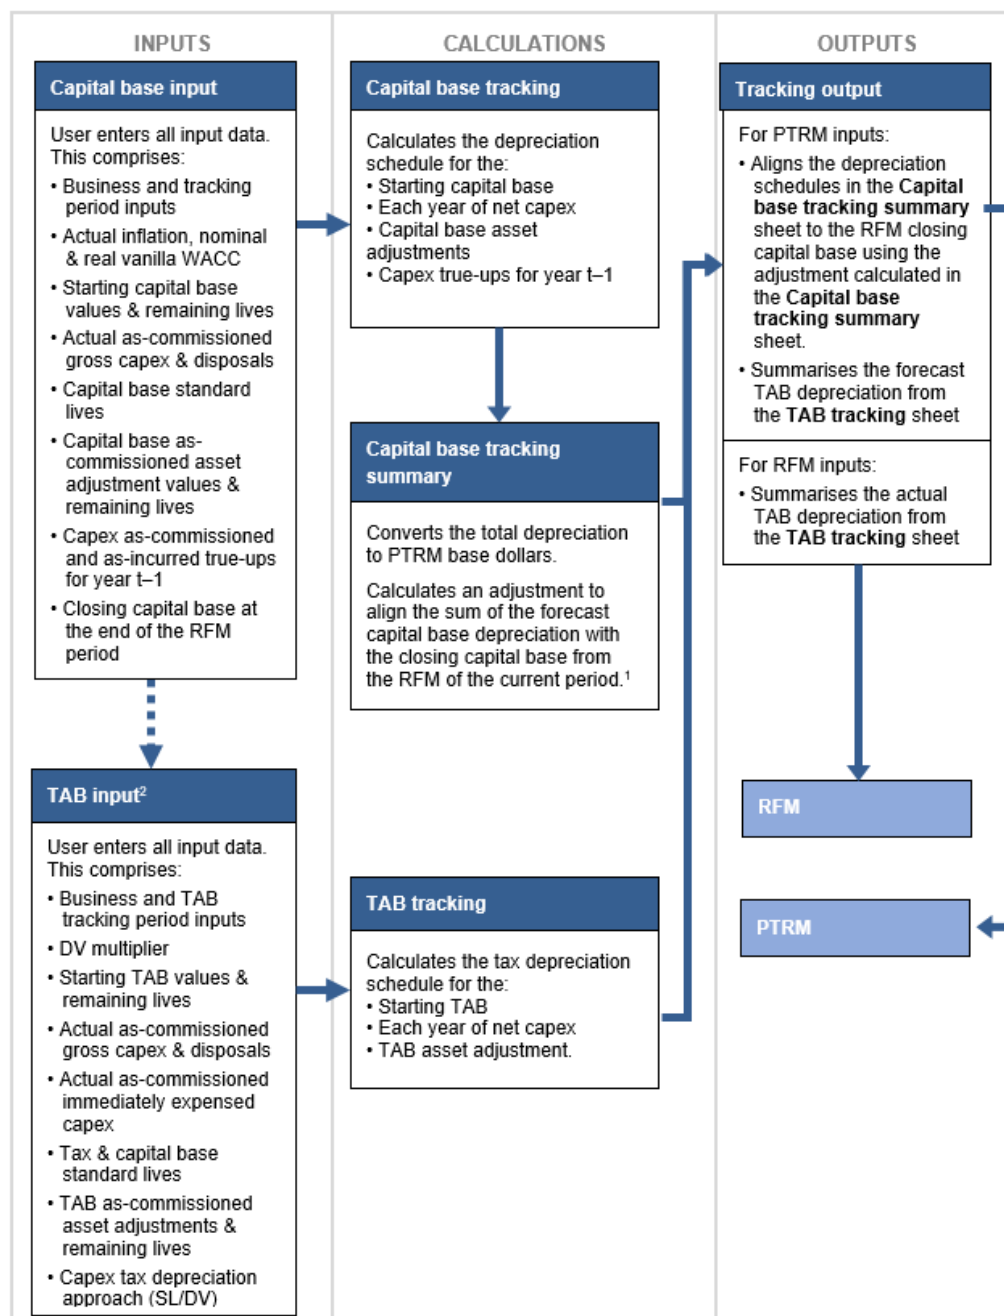 INPUTS
Capital base input
User enters all input data.
This comprises:
• Business and tracking
period inputs
• Actual inflation, nominal
& real vanilla WACC
• Starting capital base
values & remaining lives
• Actual as-commissioned
gross capex & disposals
• Capital base standard
lives
• Capital base as-
commissioned asset
adjustment values &
remaining lives
• Capex as-commissioned
and as-incurred true-ups
for year t–1
• Closing capital base at
the end of the RFM
period
TAB input²
User enters all input data.
This comprises:
• Business and TAB
tracking period inputs
• DV multiplier
• Starting TAB values &
remaining lives
• Actual as-commissioned
gross capex & disposals
• Actual as-commissioned
immediately expensed
capex
• Tax & capital base
standard lives
• TAB as-commissioned
asset adjustments &
remaining lives
• Capex tax depreciation
approach (SL/DV)
CALCULATIONS
Capital base tracking
Calculates the depreciation
schedule for the:
• Starting capital base
• Each year of net capex
• Capital base asset
adjustments
• Capex true-ups for year t–1
Capital base tracking
summary
Converts the total depreciation
to PTRM base dollars.
Calculates an adjustment to
align the sum of the forecast
capital base depreciation with
the closing capital base from
the RFM of the current period.¹
TAB tracking
Calculates the tax depreciation
schedule for the:
• Starting TAB
• Each year of net capex
• TAB asset adjustment.
OUTPUTS
Tracking output
For PTRM inputs:
• Aligns the depreciation
schedules in the Capital
base tracking summary
sheet to the RFM closing
capital base using the
adjustment calculated in
the Capital base
tracking summary
sheet.
• Summarises the forecast
TAB depreciation from
the TAB tracking sheet
For RFM inputs:
• Summarises the actual
TAB depreciation from
the TAB tracking sheet
RFM
PTRM